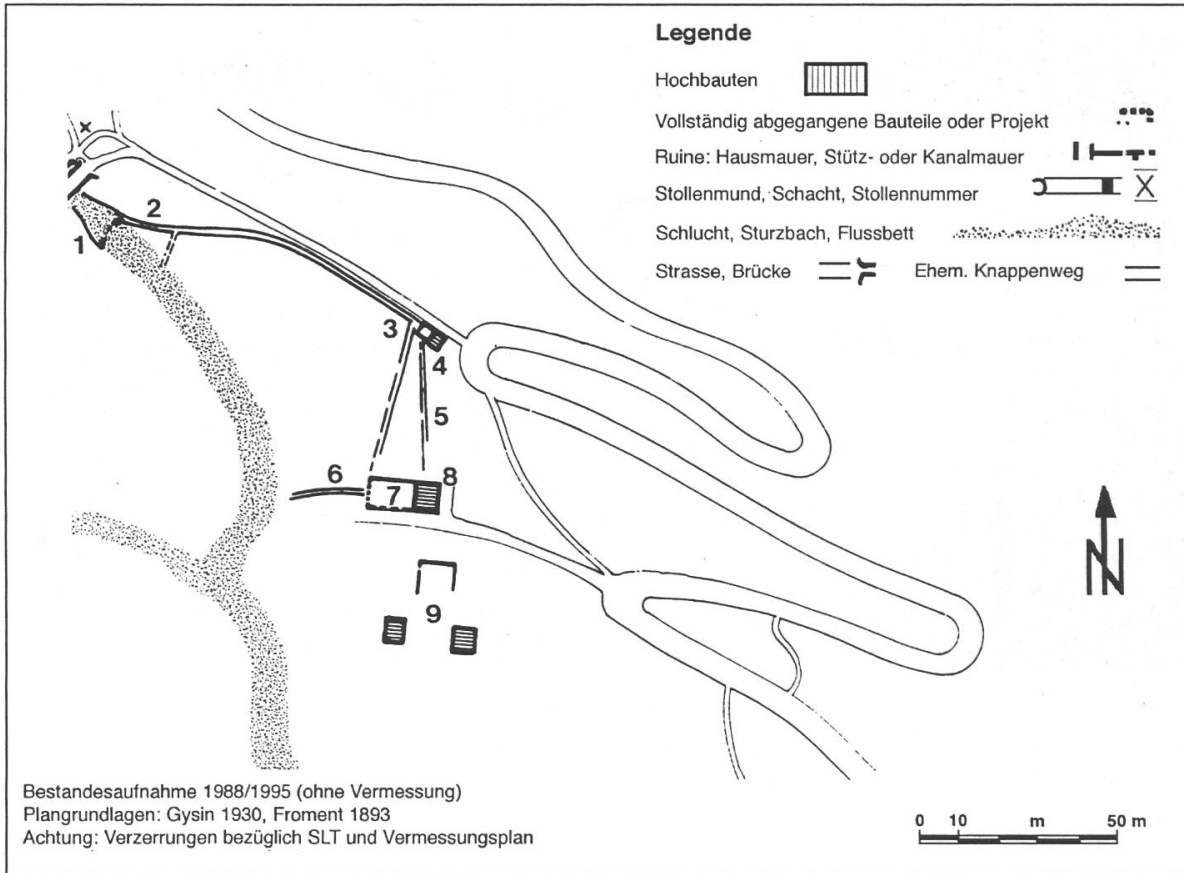 Legende
Hochbauten
Vollständig abgegangene Bauteile oder Projekt
Ruine: Hausmauer, Stütz- oder Kanalmauer
Stollenmund, Schacht, Stollennummer X
Schlucht, Sturzbach, Flussbett
Strasse, Brücke Ehem. Knappenweg
x
2
1
3
4
5
6
7
8
9
N
Bestandesaufnahme 1988/1995 (ohne Vermessung)
Plangrundlagen: Gysin 1930, Froment 1893
Achtung: Verzerrungen bezüglich SLT und Vermessungsplan
0 10 m 50 m